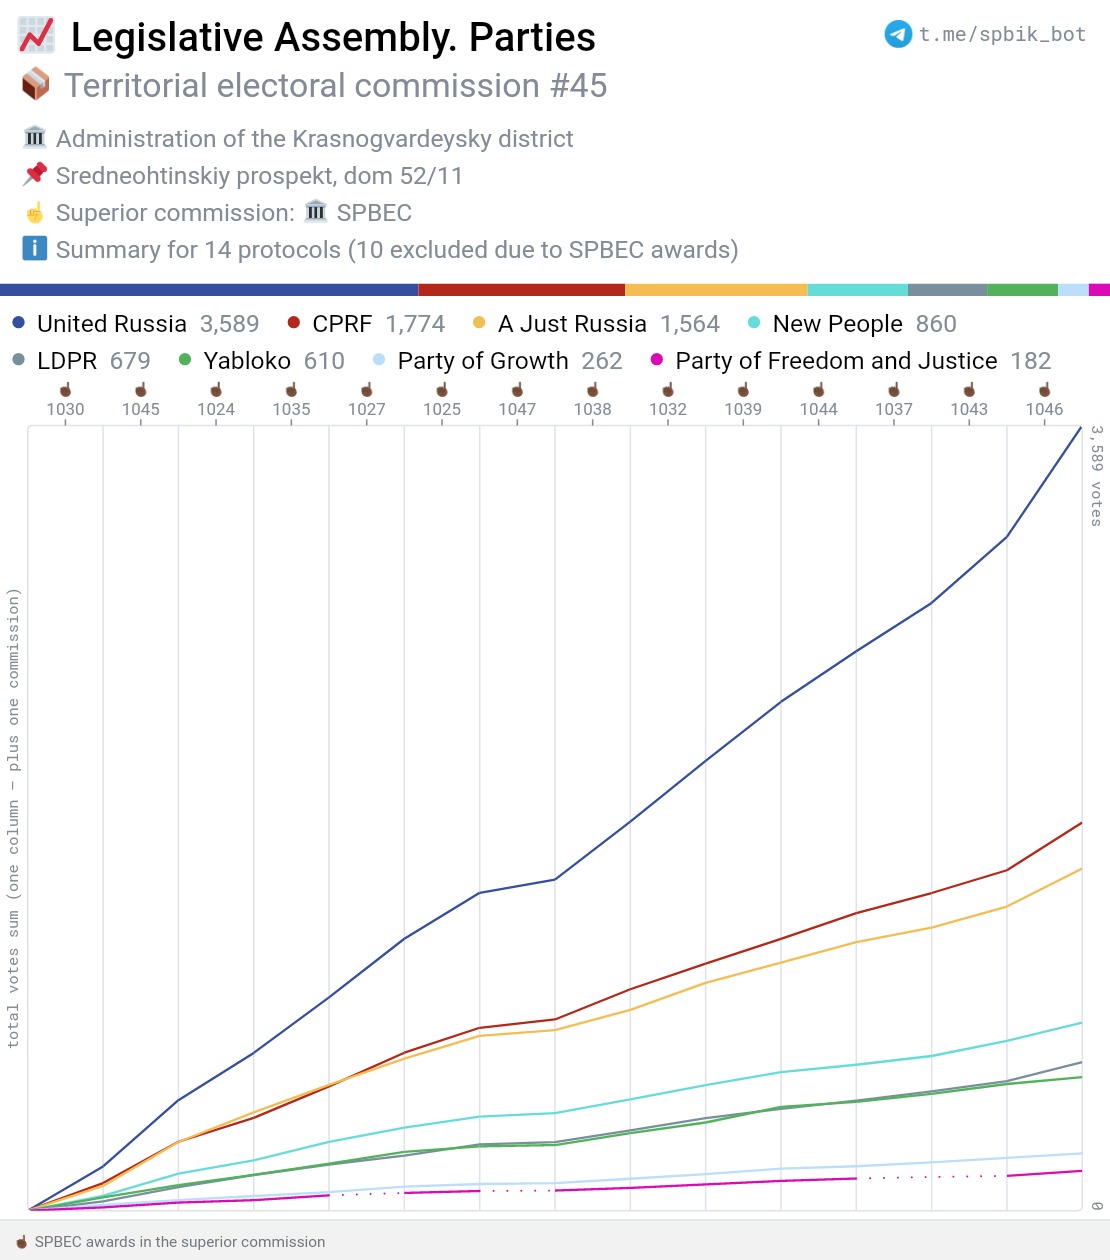 Legislative Assembly. Parties
t.me/spbik_bot
Territorial electoral commission #45
Administration of the Krasnogvardeysky district
Sredneohtinskiy prospekt, dom 52/11
Superior commission: SPBEC
Summary for 14 protocols (10 excluded due to SPBEC awards)
United Russia 3,589 CPRF 1,774 A Just Russia 1,564 New People 860
LDPR 679 Yabloko 610 Party of Growth 262 Party of Freedom and Justice 182
1030 1045 1024 1035 1027 1025 1047 1038 1032 1039 1044 1037 1043 1046
3,589 votes
total votes sum (one column — plus one commission)
0
SPBEC awards in the superior commission